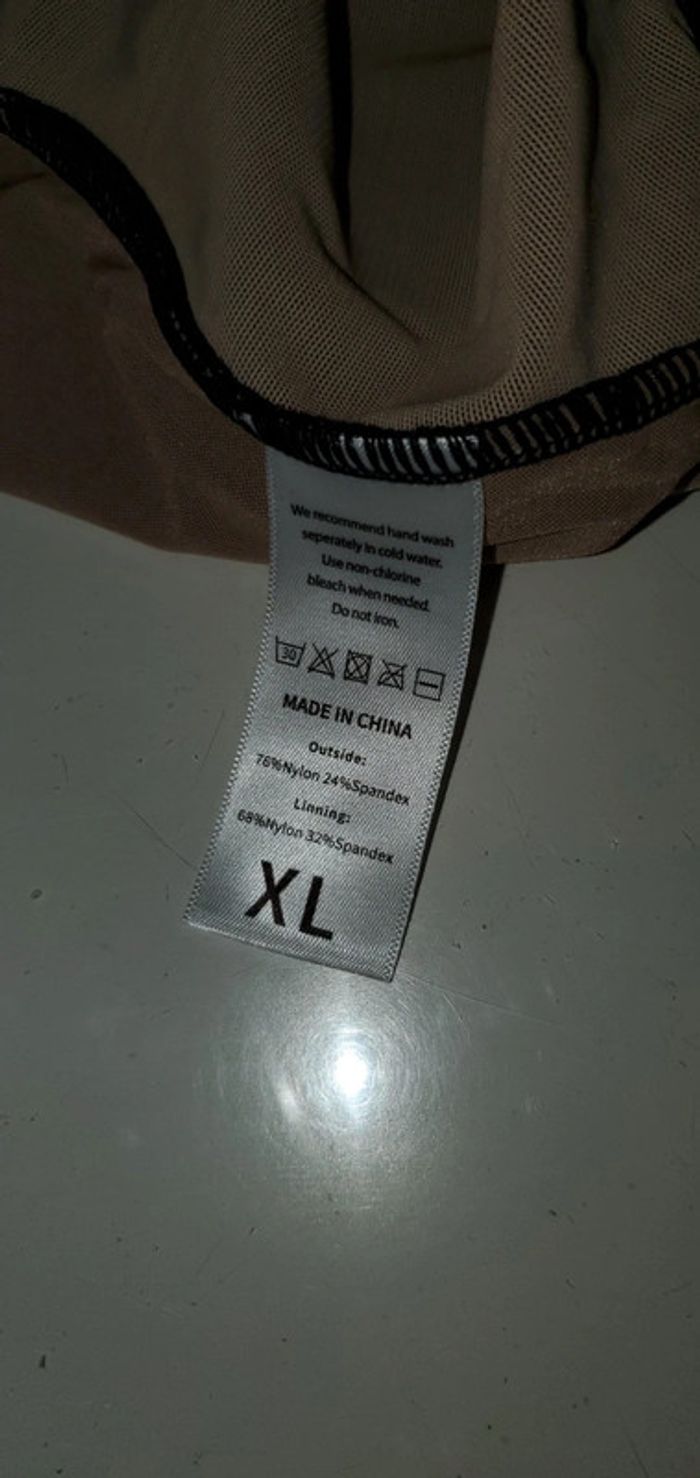 We recommend hand wash
seperately in cold water.
Use non-chlorine
bleach when needed.
Do not iron.
30
MADE IN CHINA
Outside:
76%Nylon 24%Spandex
Linning:
68%Nylon 32%Spandex
XL